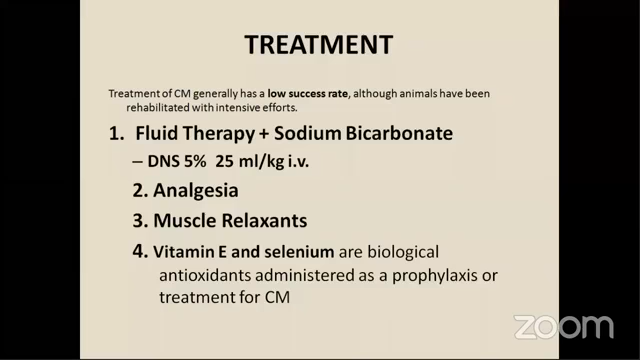 TREATMENT
Treatment of CM generally has a low success rate, although animals have been
rehabilitated with intensive efforts.
1. Fluid Therapy + Sodium Bicarbonate
– DNS 5% 25 ml/kg i.v.
2. Analgesia
3. Muscle Relaxants
4. Vitamin E and selenium are biological
antioxidants administered as a prophylaxis or
treatment for CM
zoom